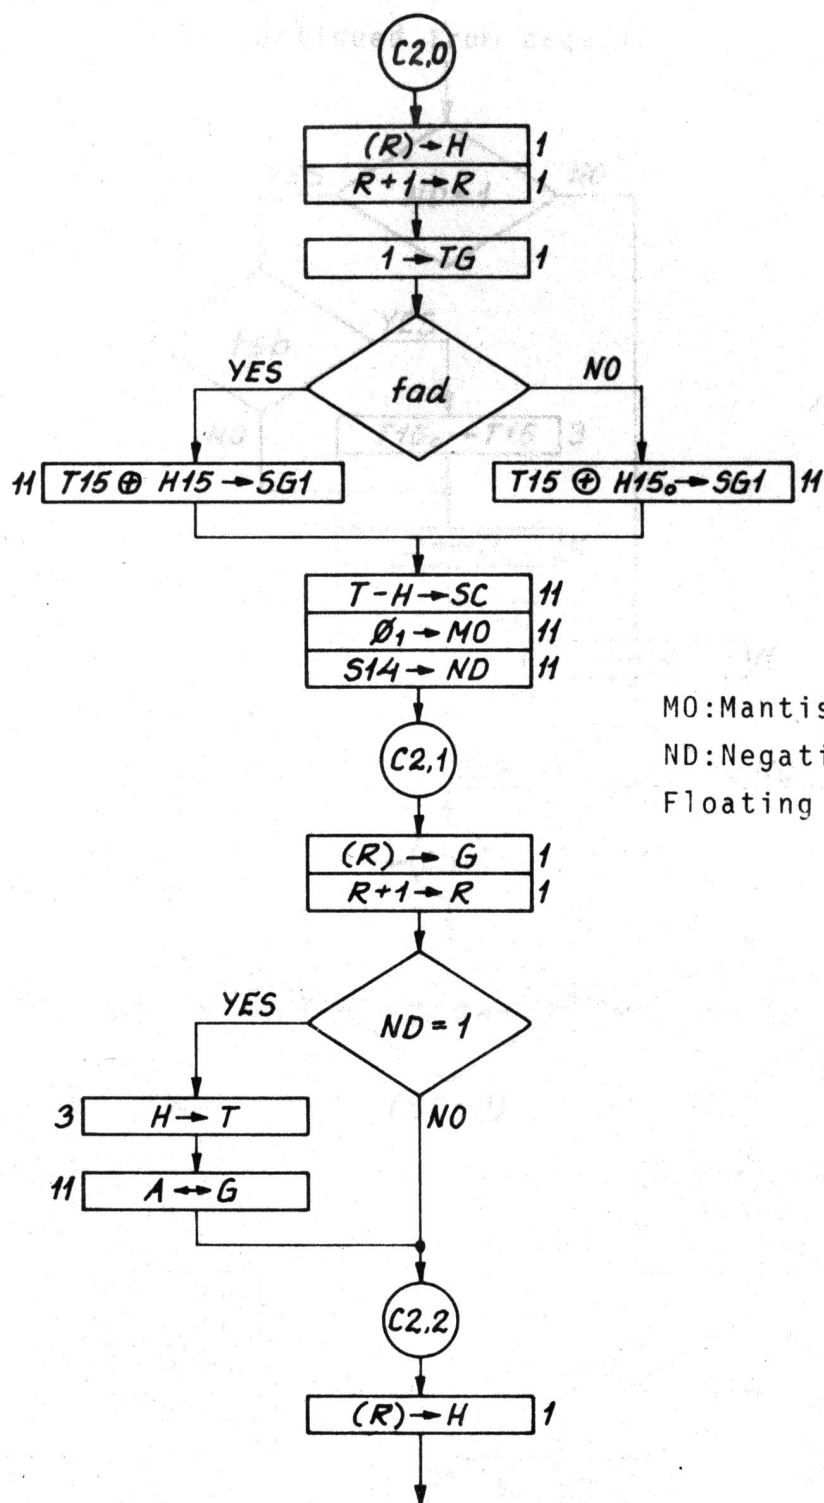 C2,0
(R) → H 1
R+1 → R 1
1 → TG 1
fad
YES
NO
11 T15 ⊕ H15 → SG1
T15 ⊕ H15₀ → SG1 11
T-H → SC 11
Ø₁ → MO 11
S14 → ND 11
MO:Mantis
C2,1
ND:Negati
Floating
(R) → G 1
R+1 → R 1
ND = 1
YES
NO
3 H → T
11 A ↔ G
C2,2
(R) → H 1